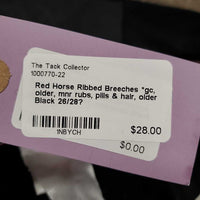 The Tack Collector
1000770-22
Red Horse Ribbed Breeches *gc,
older, mnr rubs, pills & hair, older
Black 26/28?
1NBYCH
$28.00
$0.00